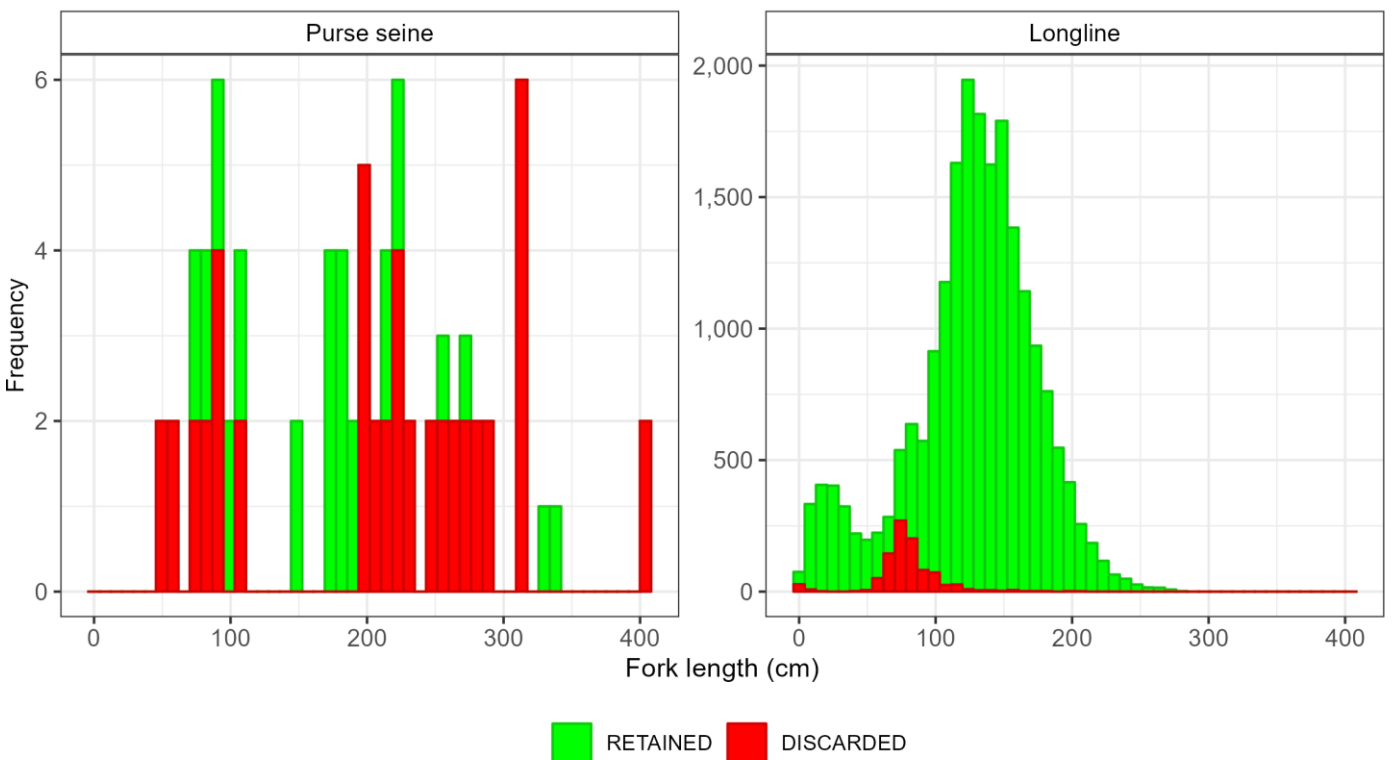 Purse seine
Longline
Frequency
6
4
2
0
2,000
1,500
1,000
500
0
0 100 200 300 400
0 100 200 300 400
Fork length (cm)
RETAINED DISCARDED